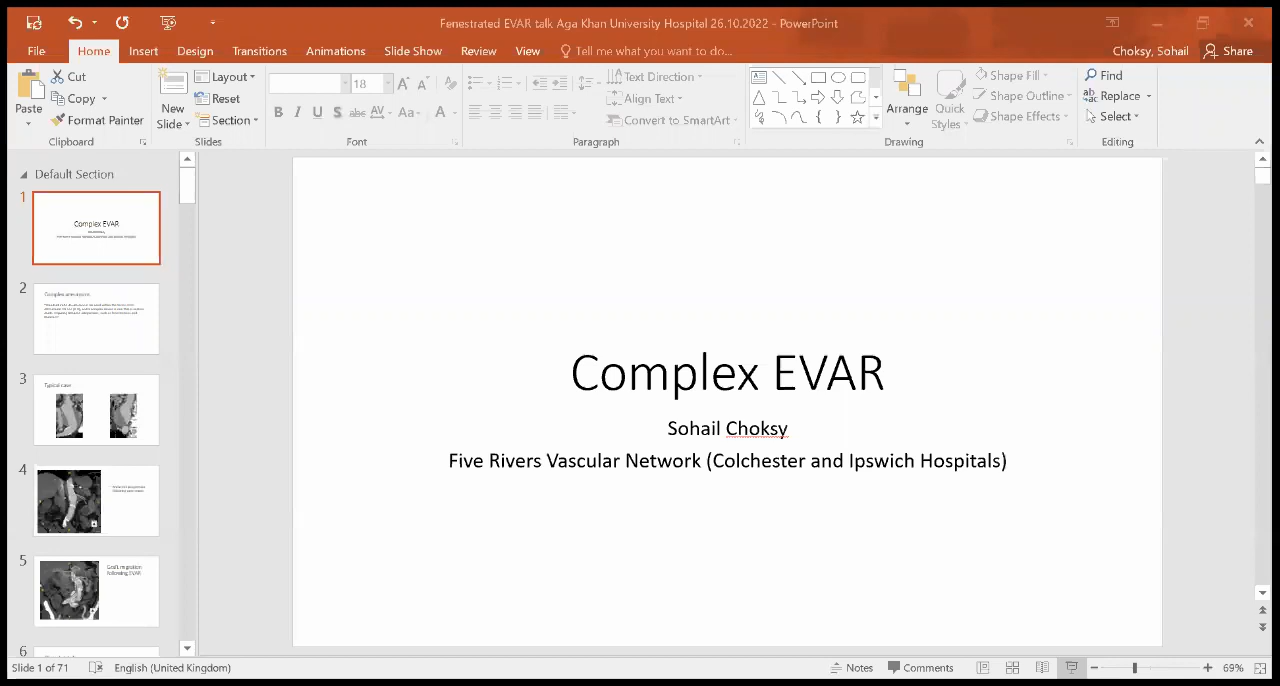 Fenestrated EVAR talk Aga Khan University Hospital 26.10.2022 - PowerPoint
File Home Insert Design Transitions Animations Slide Show Review View Tell me what you want to do... Choksy, Sohail Share
Paste Cut
Copy
Format Painter
Clipboard
New Slide
Layout
Reset
Section
Slides
18
B I U S abc AV Aa A
Font
Text Direction
Align Text
Convert to SmartArt
Paragraph
Arrange
Quick Styles
Shape Fill
Shape Outline
Shape Effects
Drawing
Find
Replace
Select
Editing
Default Section
1
Complex EVAR
2
3
Typical case
4
5
Graft migration
following EVAR
6
Complex EVAR
Sohail Choksy
Five Rivers Vascular Network (Colchester and Ipswich Hospitals)
Slide 1 of 71 English (United Kingdom) Notes Comments 69%